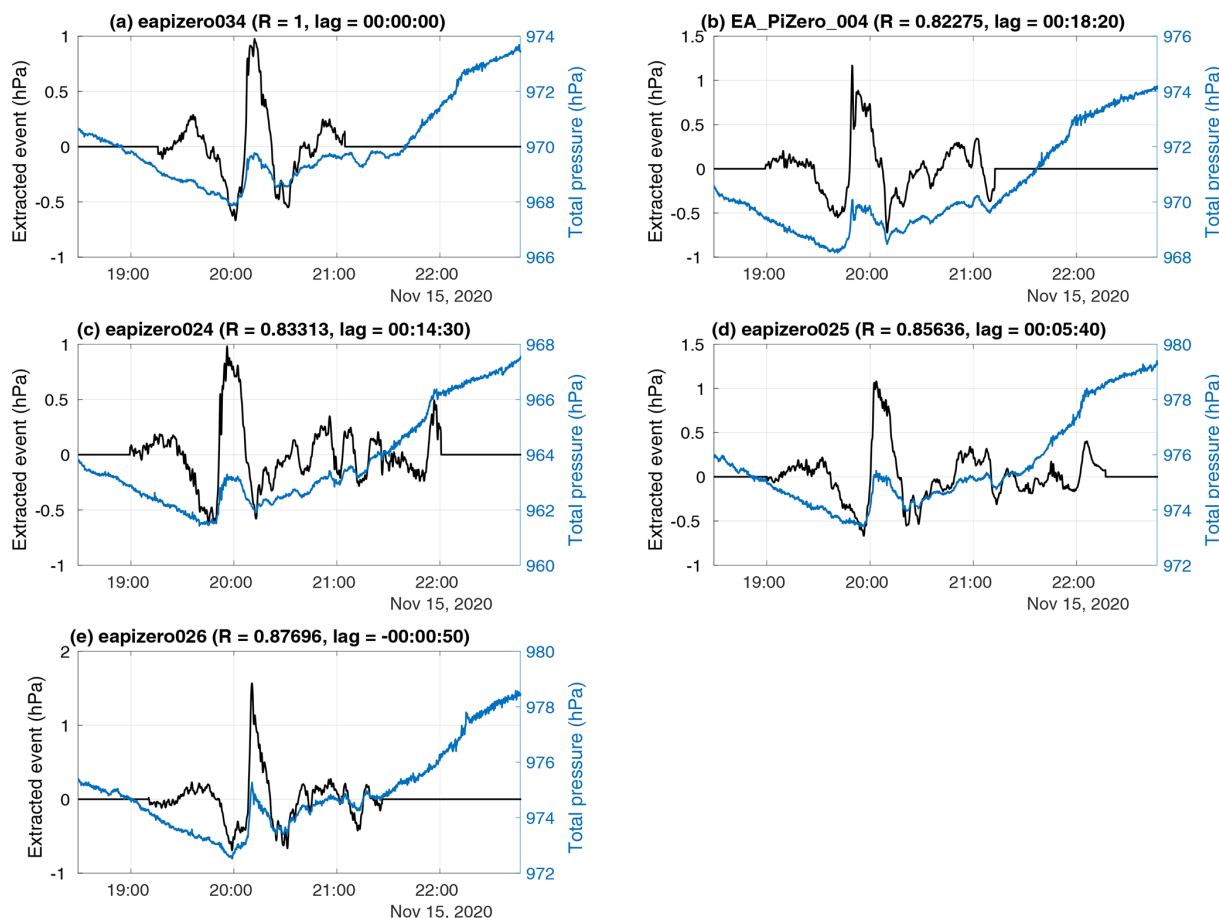 (a) eapizero034 (R = 1, lag = 00:00:00)
Extracted event (hPa)
1
0.5
0
-0.5
-1
974
972
970
968
966
Total pressure (hPa)
19:00 20:00 21:00 22:00
Nov 15, 2020
(b) EA_PiZero_004 (R = 0.82275, lag = 00:18:20)
Extracted event (hPa)
1.5
1
0.5
0
-0.5
-1
976
974
972
970
968
Total pressure (hPa)
19:00 20:00 21:00 22:00
Nov 15, 2020
(c) eapizero024 (R = 0.83313, lag = 00:14:30)
Extracted event (hPa)
1
0.5
0
-0.5
-1
968
966
964
962
960
Total pressure (hPa)
19:00 20:00 21:00 22:00
Nov 15, 2020
(d) eapizero025 (R = 0.85636, lag = 00:05:40)
Extracted event (hPa)
1.5
1
0.5
0
-0.5
-1
980
978
976
974
972
Total pressure (hPa)
19:00 20:00 21:00 22:00
Nov 15, 2020
(e) eapizero026 (R = 0.87696, lag = -00:00:50)
Extracted event (hPa)
2
1
0
-1
980
978
976
974
972
Total pressure (hPa)
19:00 20:00 21:00 22:00
Nov 15, 2020